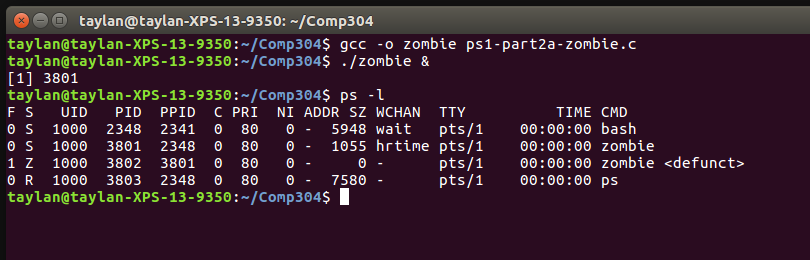 taylan@taylan-XPS-13-9350: ~/Comp304
taylan@taylan-XPS-13-9350:~/Comp304$ gcc -o zombie ps1-part2a-zombie.c
taylan@taylan-XPS-13-9350:~/Comp304$ ./zombie &
[1] 3801
taylan@taylan-XPS-13-9350:~/Comp304$ ps -l
F S   UID   PID  PPID  C PRI  NI ADDR SZ WCHAN  TTY          TIME CMD
0 S  1000  2348  2341  0  80   0 -  5948 wait   pts/1    00:00:00 bash
0 S  1000  3801  2348  0  80   0 -  1055 hrtime pts/1    00:00:00 zombie
1 Z  1000  3802  3801  0  80   0 -     0 -      pts/1    00:00:00 zombie <defunct>
0 R  1000  3803  2348  0  80   0 -  7580 -      pts/1    00:00:00 ps
taylan@taylan-XPS-13-9350:~/Comp304$